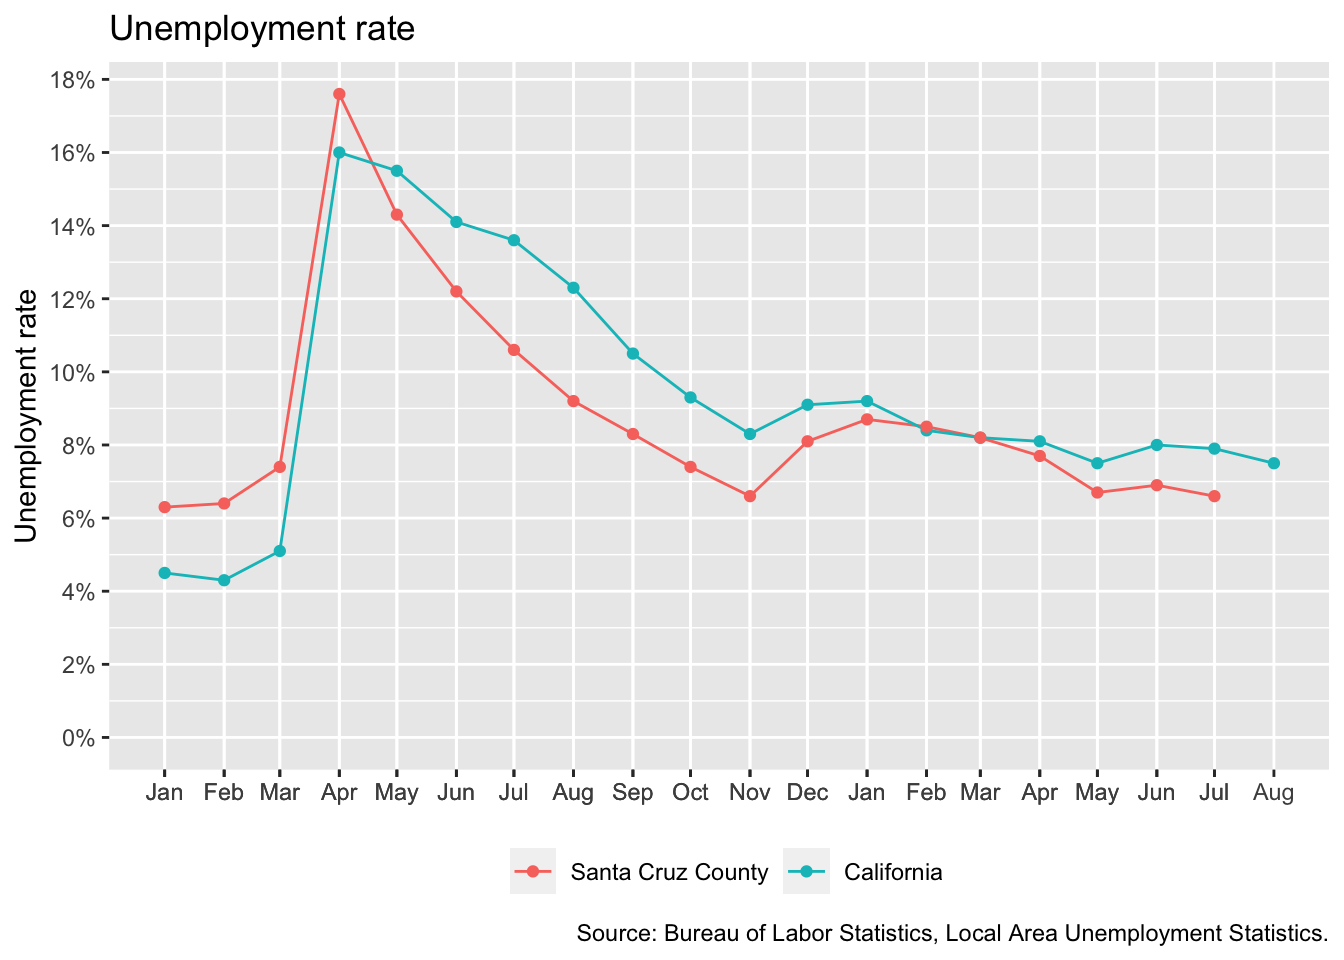 Unemployment rate
Unemployment rate
18%
16%
14%
12%
10%
8%
6%
4%
2%
0%
Jan Feb Mar Apr May Jun Jul Aug Sep Oct Nov Dec Jan Feb Mar Apr May Jun Jul Aug
Santa Cruz County California
Source: Bureau of Labor Statistics, Local Area Unemployment Statistics.